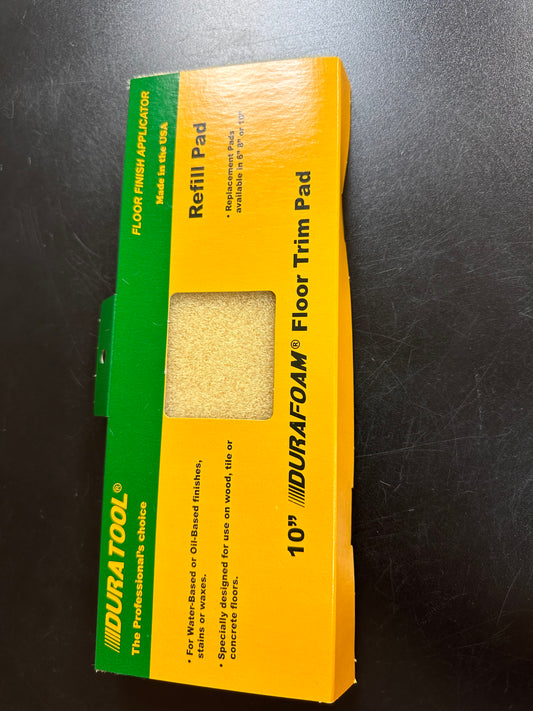 DURATOOL®
The Professional's choice
FLOOR FINISH APPLICATOR
Made in the USA
• For Water-Based or Oil-Based finishes,
stains or waxes.
• Specially designed for use on wood, tile or
concrete floors.
Refill Pad
• Replacement Pads
available in 6" 8" or 10"
10" DURAFOAM® Floor Trim Pad